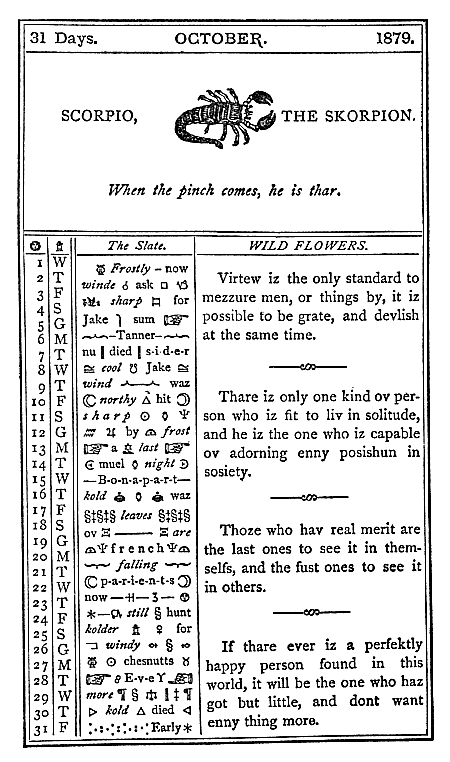 31 Days. OCTOBER. 1879.
SCORPIO, THE SKORPION.
When the pinch comes, he is thar.
The Slate. WILD FLOWERS.
1 W
2 T
3 F
4 S
5 G
6 M
7 T
8 W
9 T
10 F
11 S
12 G
13 M
14 T
15 W
16 T
17 F
18 S
19 G
20 M
21 T
22 W
23 T
24 F
25 S
26 G
27 M
28 T
29 W
30 T
31 F
Frostly – now
winde ask
sharp for
Jake sum
—Tanner—
nu | died | s-i-d-e-r
cool Jake
wind waz
northy hit
sharp
by frost
a last
muel night
—B-o-n-a-p-a-r-t—
kold waz
§‡§‡§ leaves §‡§‡§
ov — are
french
falling
p-a-r-i-e-n-t-s
now — 3 —
*— still § hunt
kolder for
windy §
chesnutts
E-v-e
more ¶ § ‡ ¶
kold died
Early *
Virtew iz the only standard to
mezzure men, or things by, it iz
possible to be grate, and devlish
at the same time.
Thare iz only one kind ov per-
son who iz fit to liv in solitude,
and he iz the one who iz capable
ov adorning enny posishun in
sosiety.
Thoze who hav real merit are
the last ones to see it in them-
selfs, and the fust ones to see it
in others.
If thare ever iz a perfektly
happy person found in this
world, it will be the one who haz
got but little, and dont want
enny thing more.